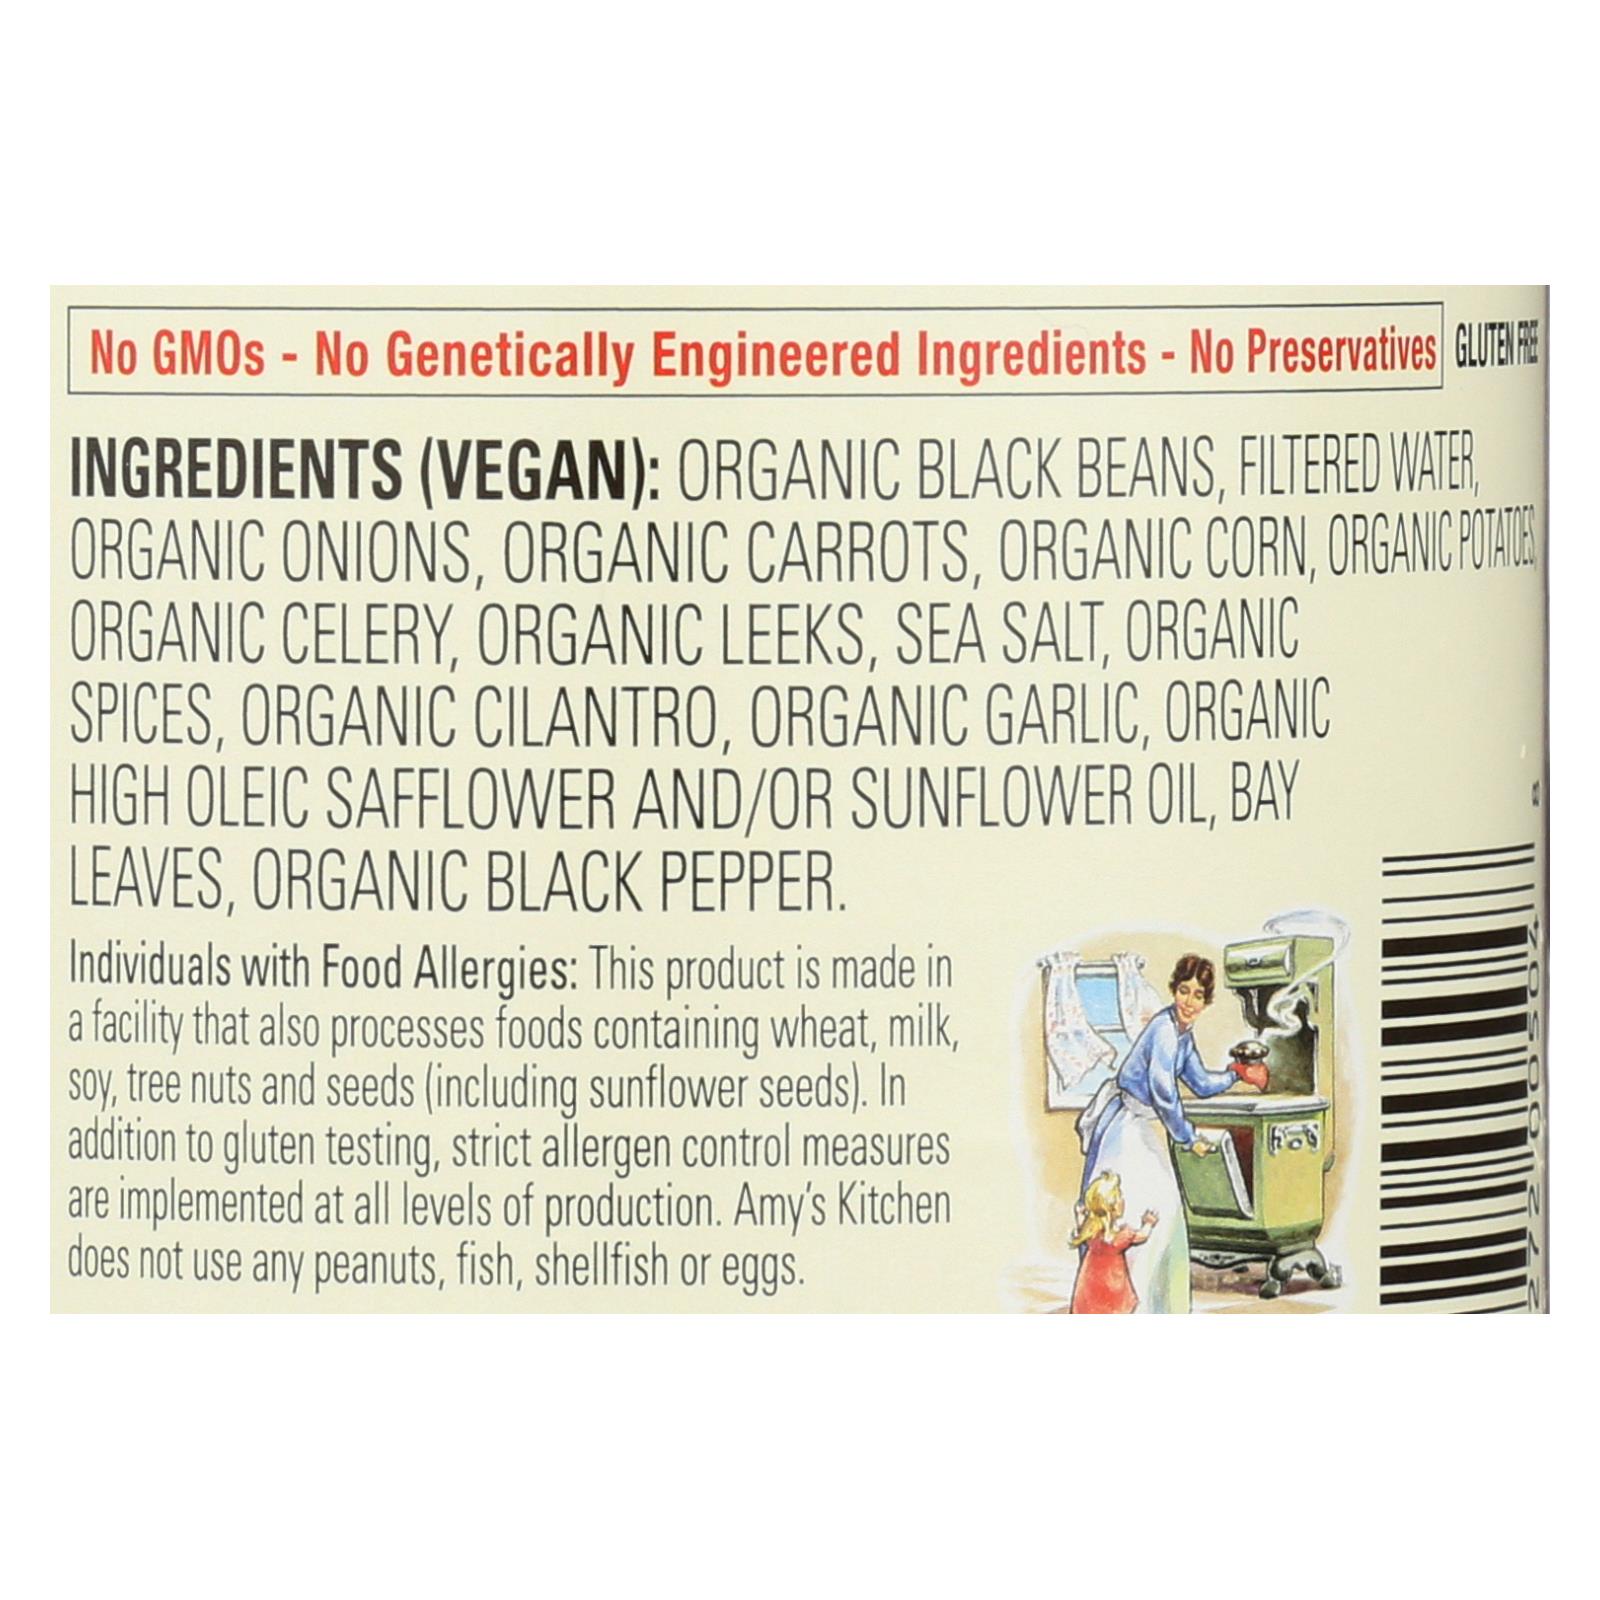 No GMOs - No Genetically Engineered Ingredients - No Preservatives GLUTEN FREE
INGREDIENTS (VEGAN): ORGANIC BLACK BEANS, FILTERED WATER,
ORGANIC ONIONS, ORGANIC CARROTS, ORGANIC CORN, ORGANIC POTATOES,
ORGANIC CELERY, ORGANIC LEEKS, SEA SALT, ORGANIC
SPICES, ORGANIC CILANTRO, ORGANIC GARLIC, ORGANIC
HIGH OLEIC SAFFLOWER AND/OR SUNFLOWER OIL, BAY
LEAVES, ORGANIC BLACK PEPPER.
Individuals with Food Allergies: This product is made in
a facility that also processes foods containing wheat, milk,
soy, tree nuts and seeds (including sunflower seeds). In
addition to gluten testing, strict allergen control measures
are implemented at all levels of production. Amy's Kitchen
does not use any peanuts, fish, shellfish or eggs.